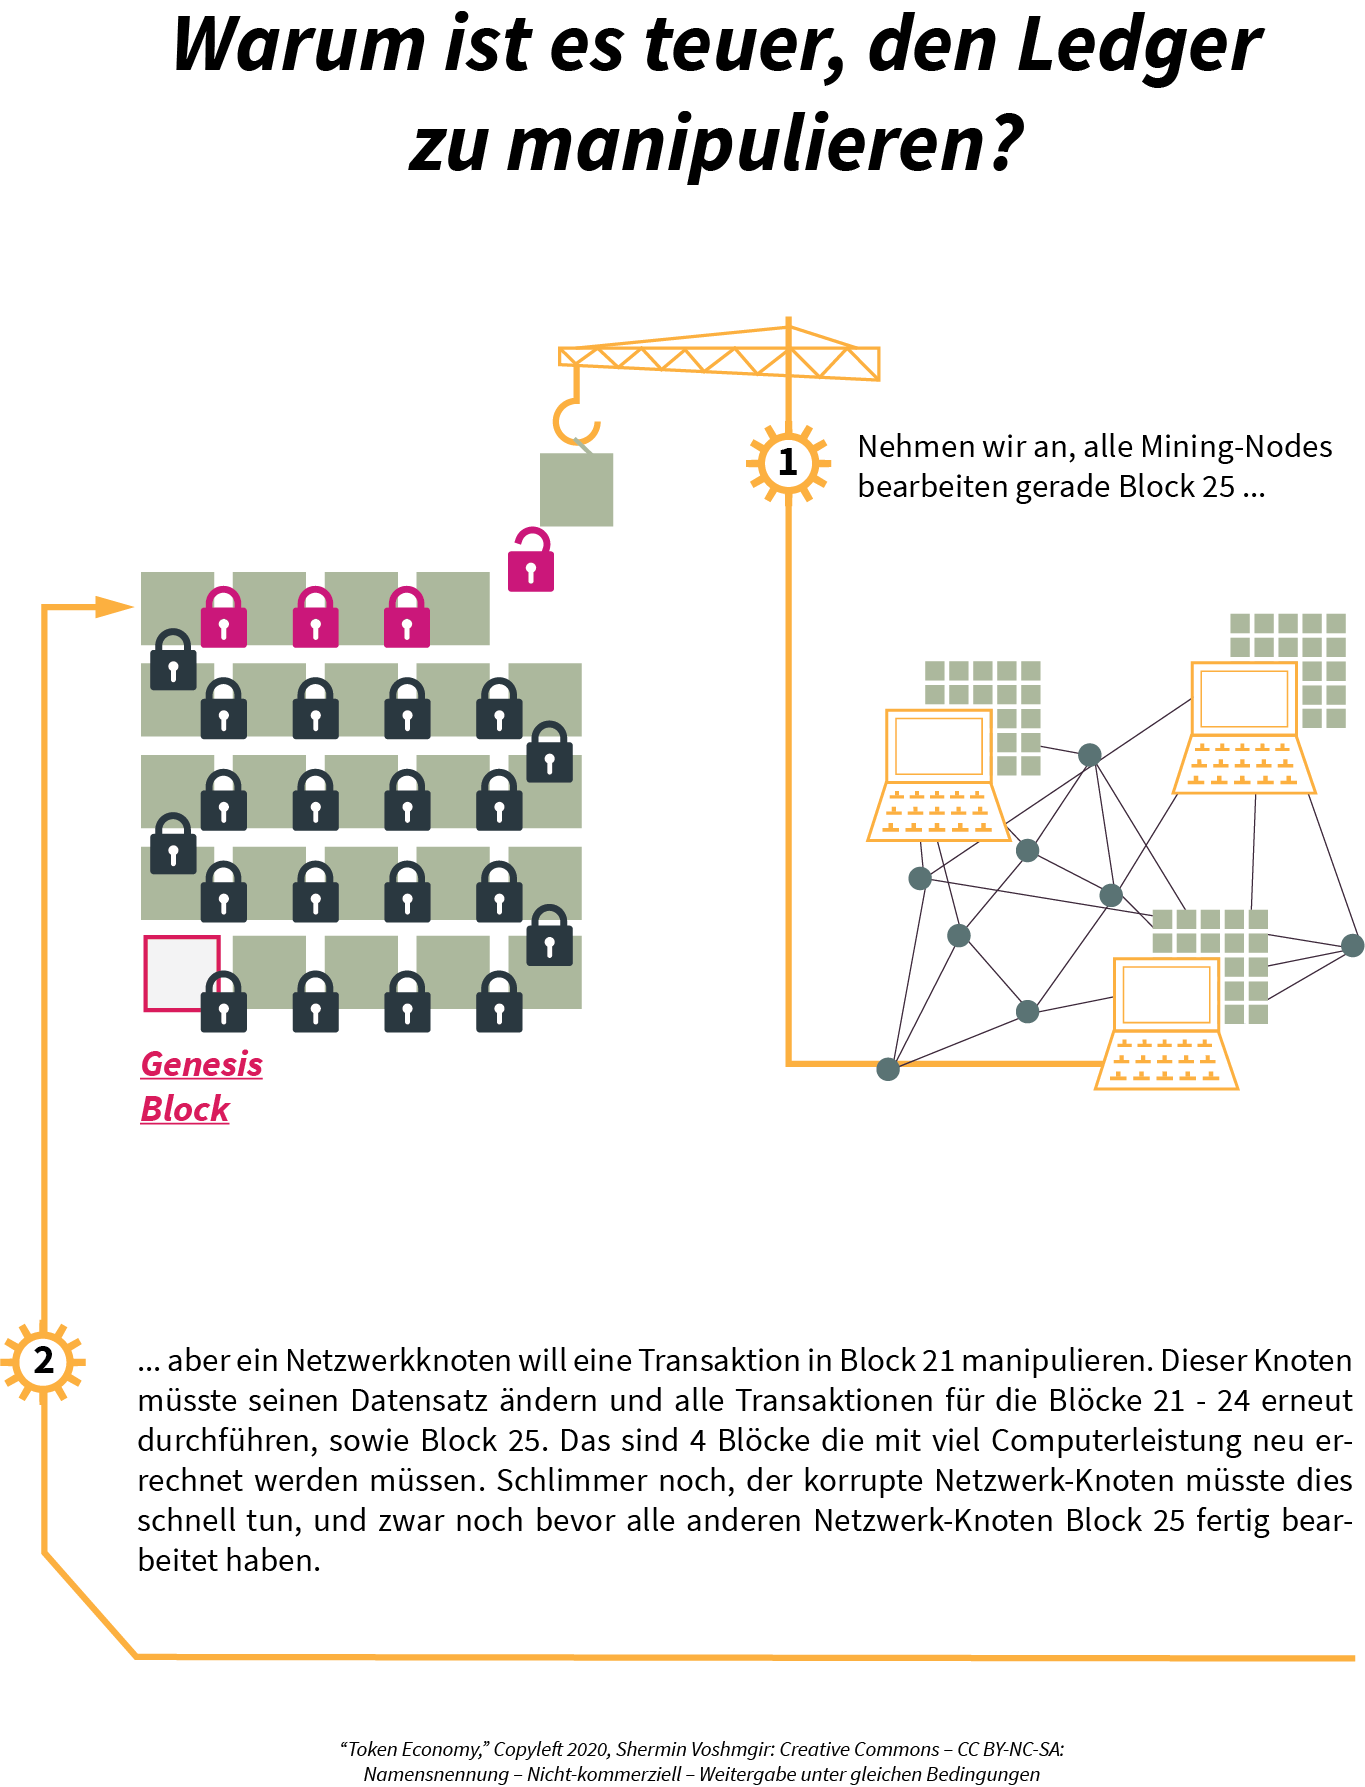 Warum ist es teuer, den Ledger
zu manipulieren?
1
Nehmen wir an, alle Mining-Nodes
bearbeiten gerade Block 25 ...
Genesis
Block
2
... aber ein Netzwerkknoten will eine Transaktion in Block 21 manipulieren. Dieser Knoten
müsste seinen Datensatz ändern und alle Transaktionen für die Blöcke 21 - 24 erneut
durchführen, sowie Block 25. Das sind 4 Blöcke die mit viel Computerleistung neu er-
rechnet werden müssen. Schlimmer noch, der korrupte Netzwerk-Knoten müsste dies
schnell tun, und zwar noch bevor alle anderen Netzwerk-Knoten Block 25 fertig bear-
beitet haben.
“Token Economy,” Copyleft 2020, Shermin Voshmgir: Creative Commons – CC BY-NC-SA:
Namensnennung – Nicht-kommerziell – Weitergabe unter gleichen Bedingungen